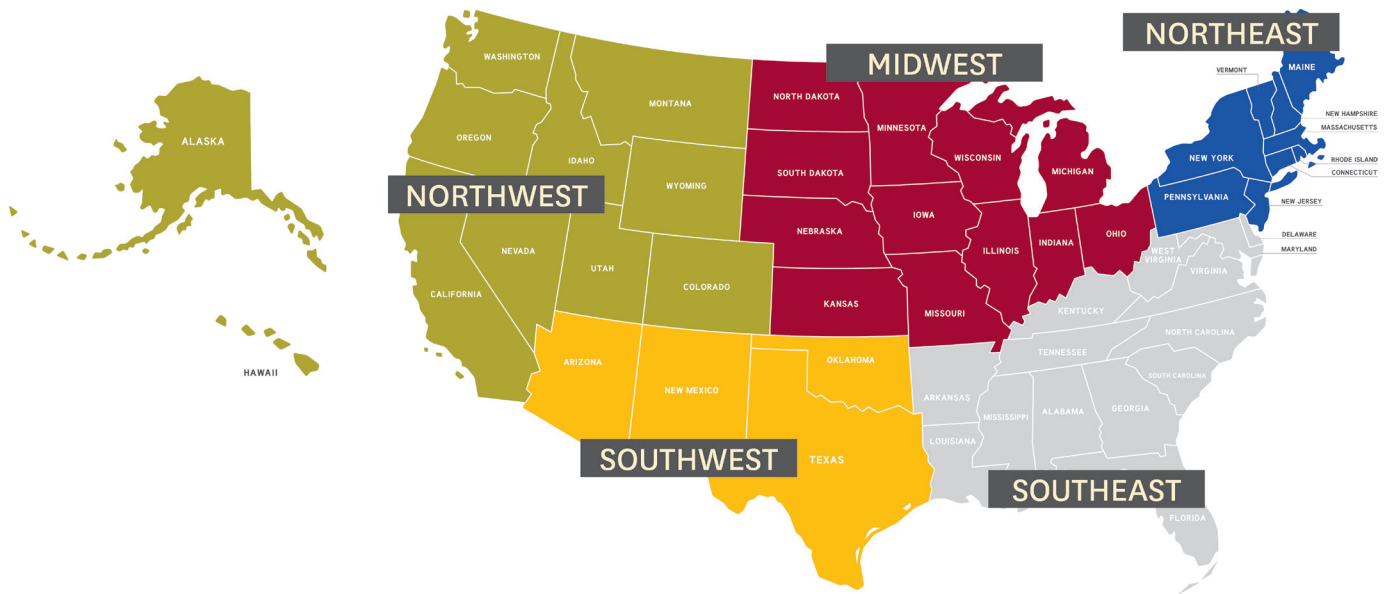 NORTHEAST
MIDWEST
MAINE
VERMONT
WASHINGTON
NORTH DAKOTA
MONTANA
NEW HAMPSHIRE
MINNESOTA
MASSACHUSETTS
OREGON
ALASKA
WISCONSIN
NEW YORK
IDAHO
RHODE ISLAND
MICHIGAN
SOUTH DAKOTA
CONNECTICUT
WYOMING
NORTHWEST
PENNSYLVANIA
NEW JERSEY
IOWA
NEBRASKA
OHIO
DELAWARE
NEVADA
ILLINOIS
INDIANA
MARYLAND
WEST
VIRGINIA
UTAH
VIRGINIA
COLORADO
CALIFORNIA
KANSAS
KENTUCKY
MISSOURI
NORTH CAROLINA
TENNESSEE
OKLAHOMA
ARIZONA
HAWAII
SOUTH CAROLINA
NEW MEXICO
ARKANSAS
GEORGIA
ALABAMA
MISSISSIPPI
LOUISIANA
SOUTHWEST
TEXAS
SOUTHEAST
FLORIDA